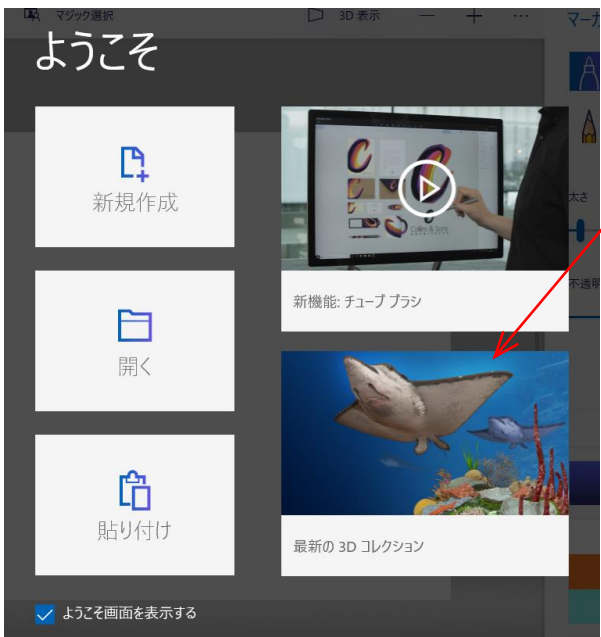 マジック選択
3D 表示
ようこそ
新規作成
開く
貼り付け
新機能: チューブ ブラシ
最新の 3D コレクション
ようこそ画面を表示する
太さ